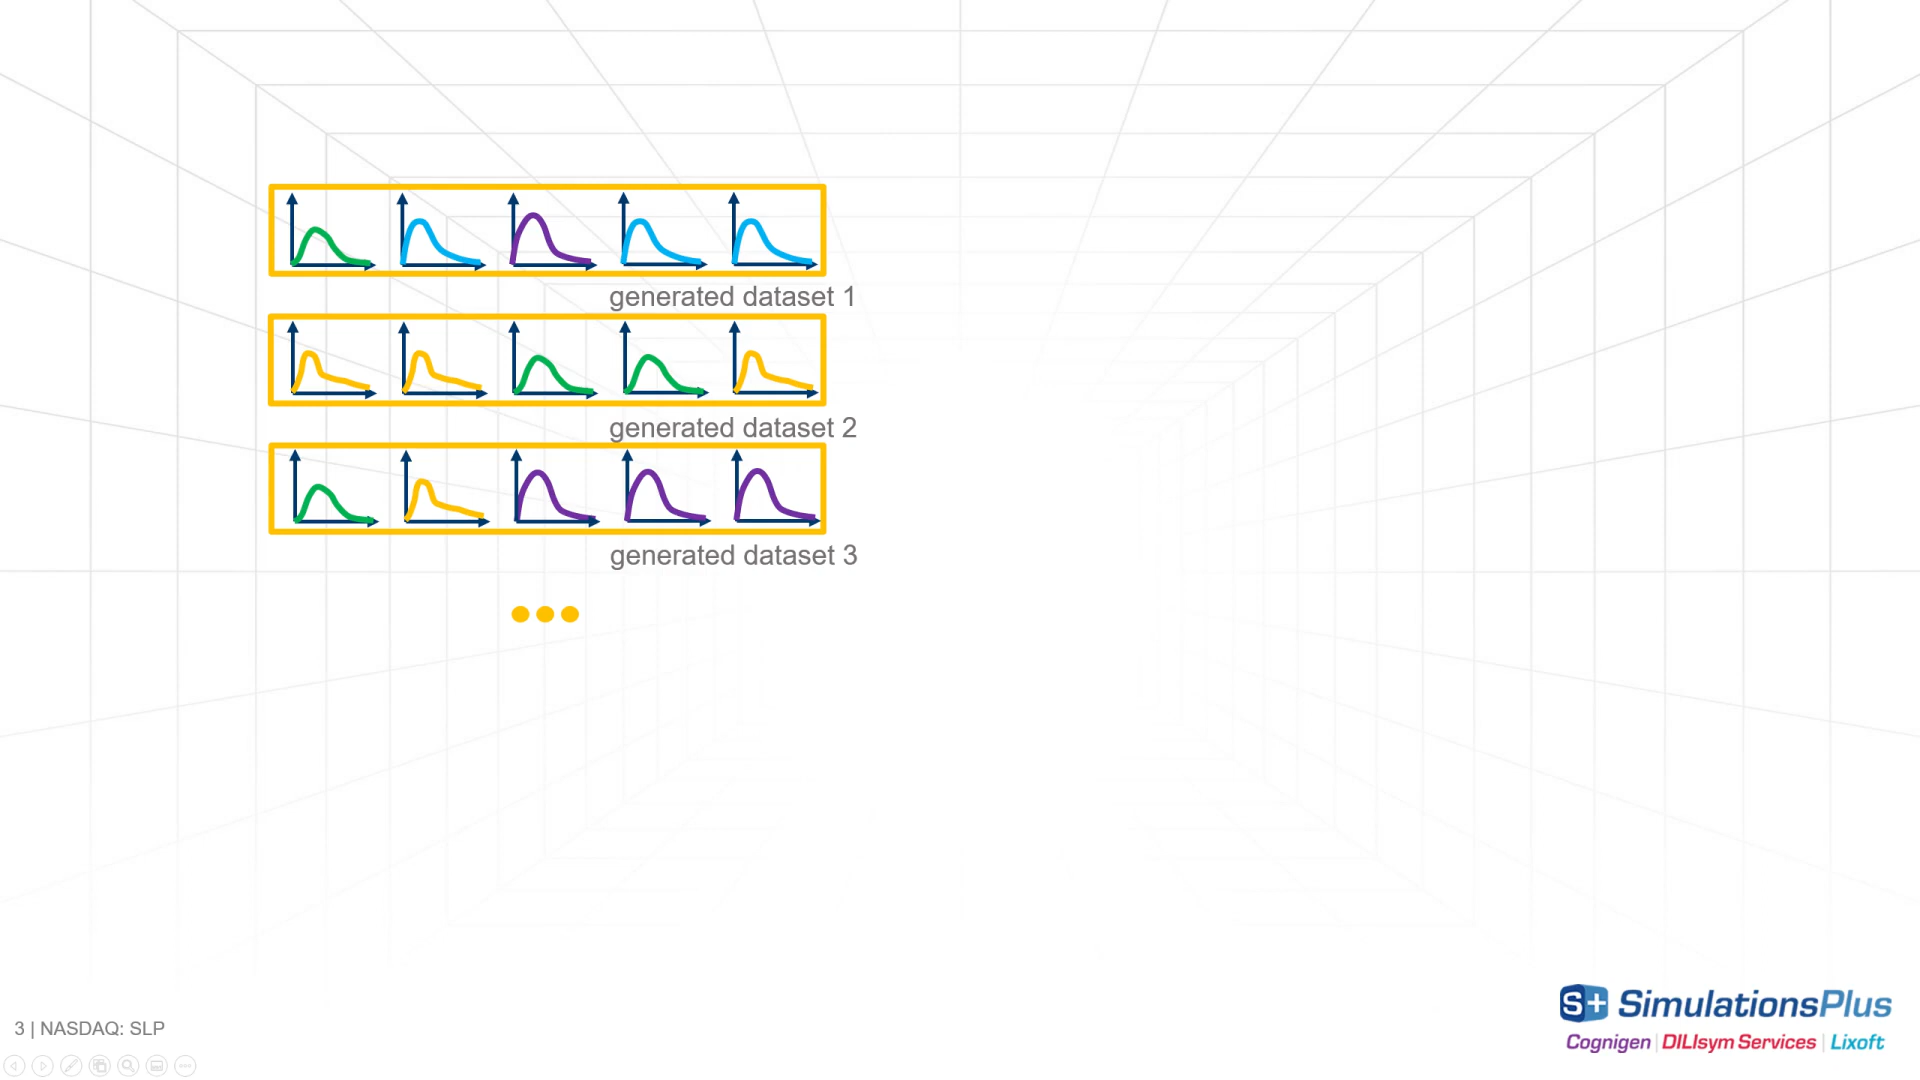 generated dataset 1
generated dataset 2
generated dataset 3
3 | NASDAQ: SLP
S+ SimulationsPlus
Cognigen | DILIsym Services | Lixoft